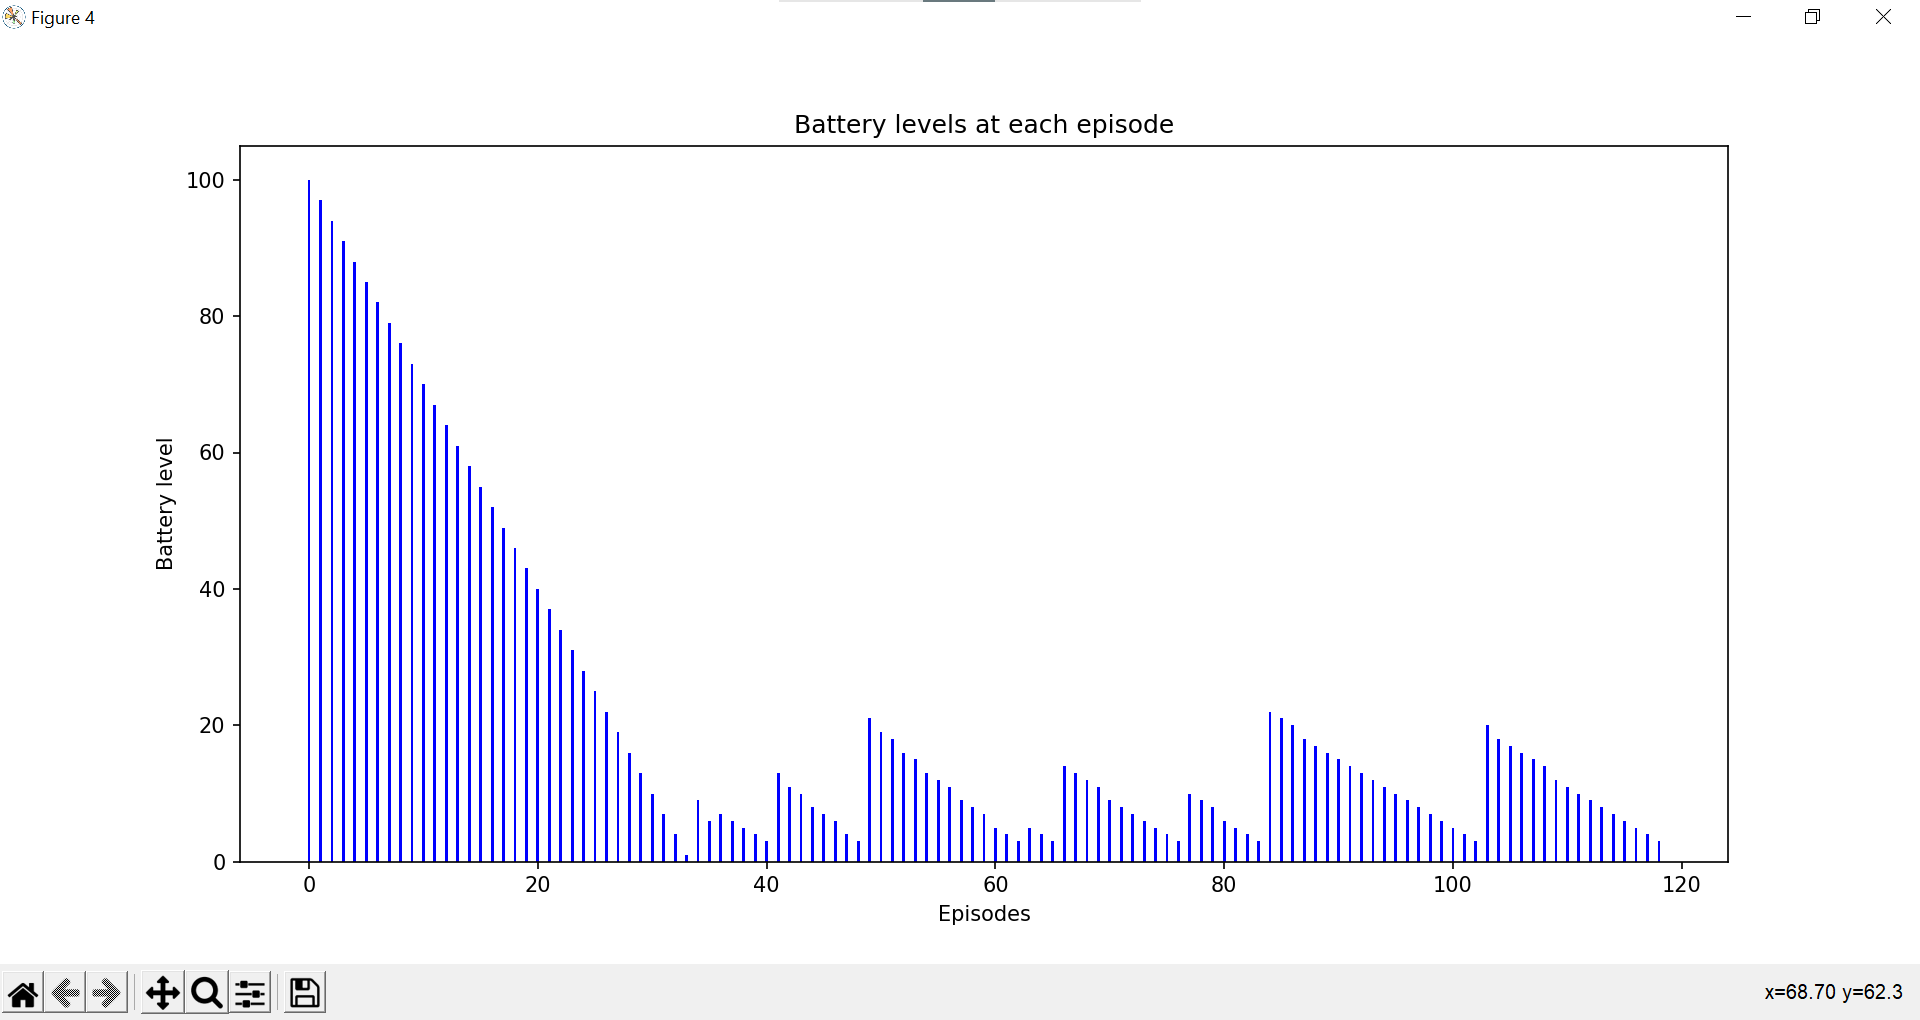 Figure 4
Battery levels at each episode
100
80
60
40
20
0
Battery level
0 20 40 60 80 100 120
Episodes
x=68.70 y=62.3